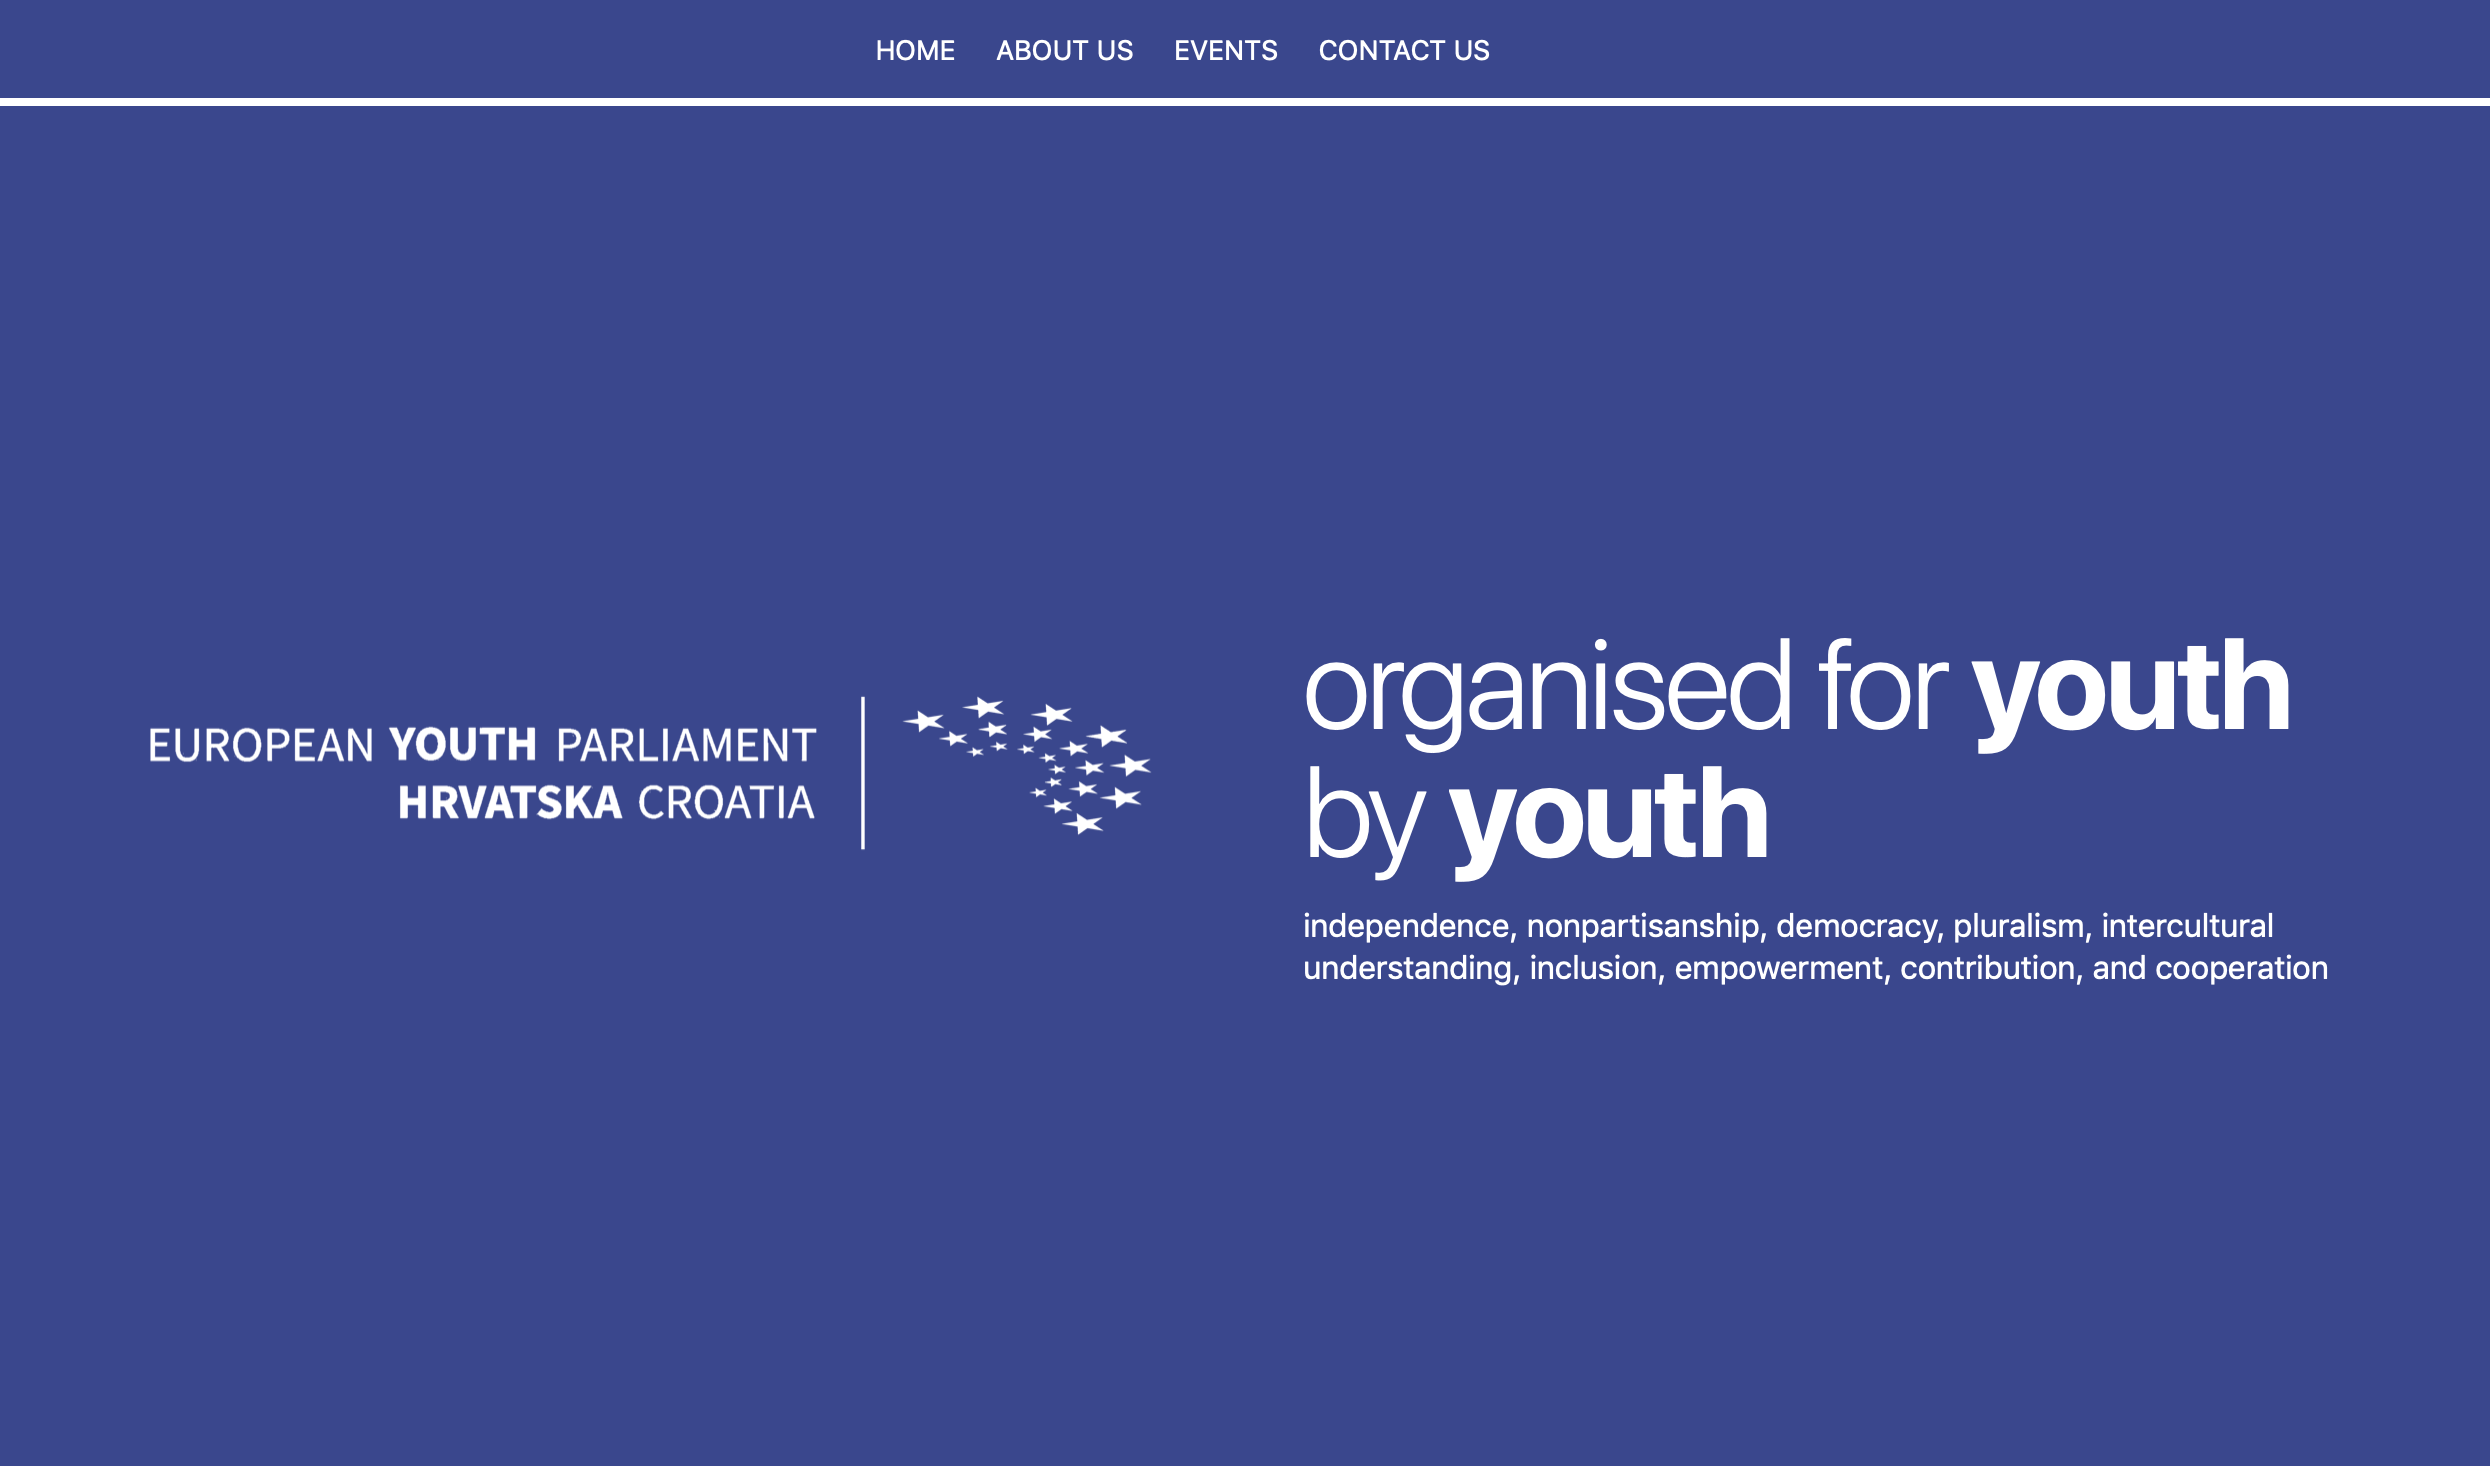 HOME ABOUT US EVENTS CONTACT US
EUROPEAN YOUTH PARLIAMENT
HRVATSKA CROATIA
organised for youth
by youth
independence, nonpartisanship, democracy, pluralism, intercultural
understanding, inclusion, empowerment, contribution, and cooperation